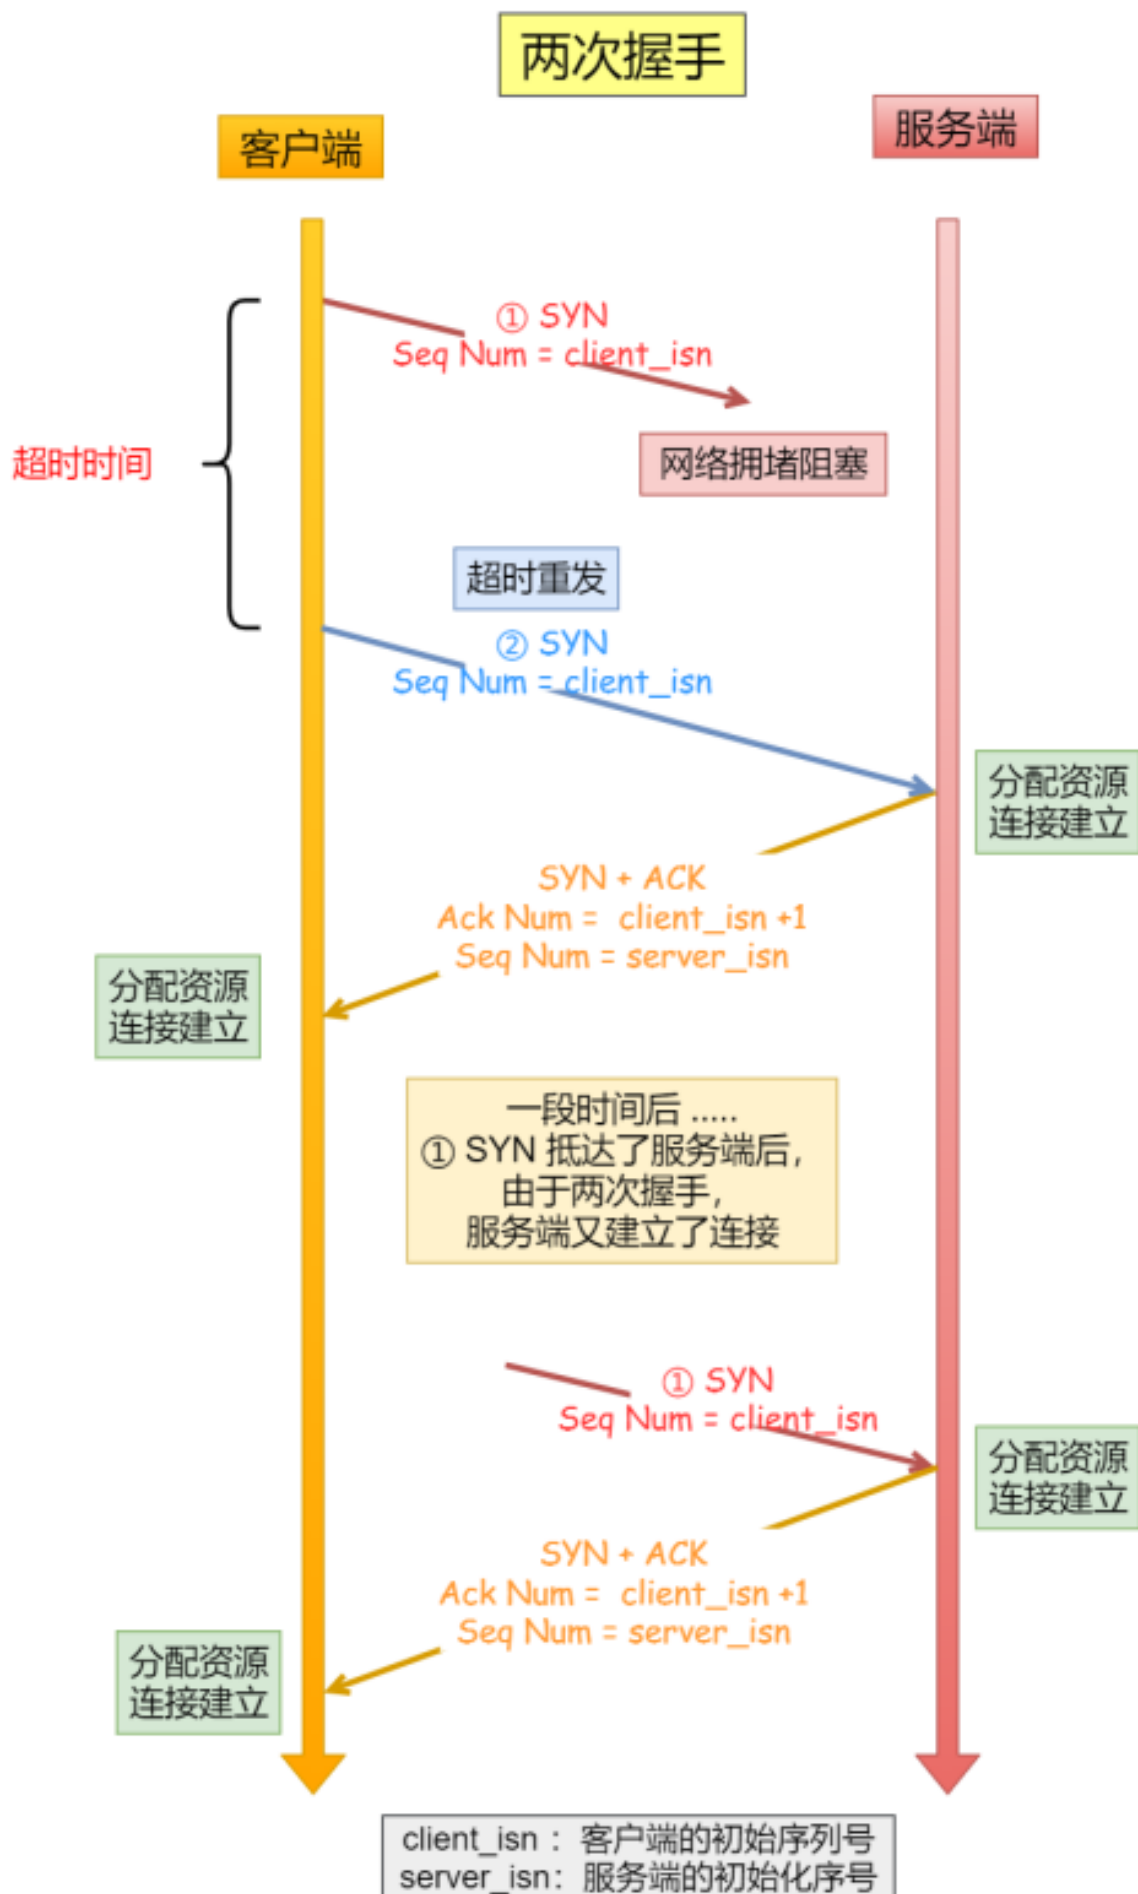 两次握手
客户端
服务端
① SYN
Seq Num = client_isn
超时时间
网络拥堵阻塞
超时重发
② SYN
Seq Num = client_isn
分配资源
连接建立
SYN + ACK
Ack Num = client_isn +1
Seq Num = server_isn
分配资源
连接建立
一段时间后 .....
① SYN 抵达了服务端后，
由于两次握手，
服务端又建立了连接
① SYN
Seq Num = client_isn
分配资源
连接建立
SYN + ACK
Ack Num = client_isn +1
Seq Num = server_isn
分配资源
连接建立
client_isn ： 客户端的初始序列号
server_isn： 服务端的初始化序号